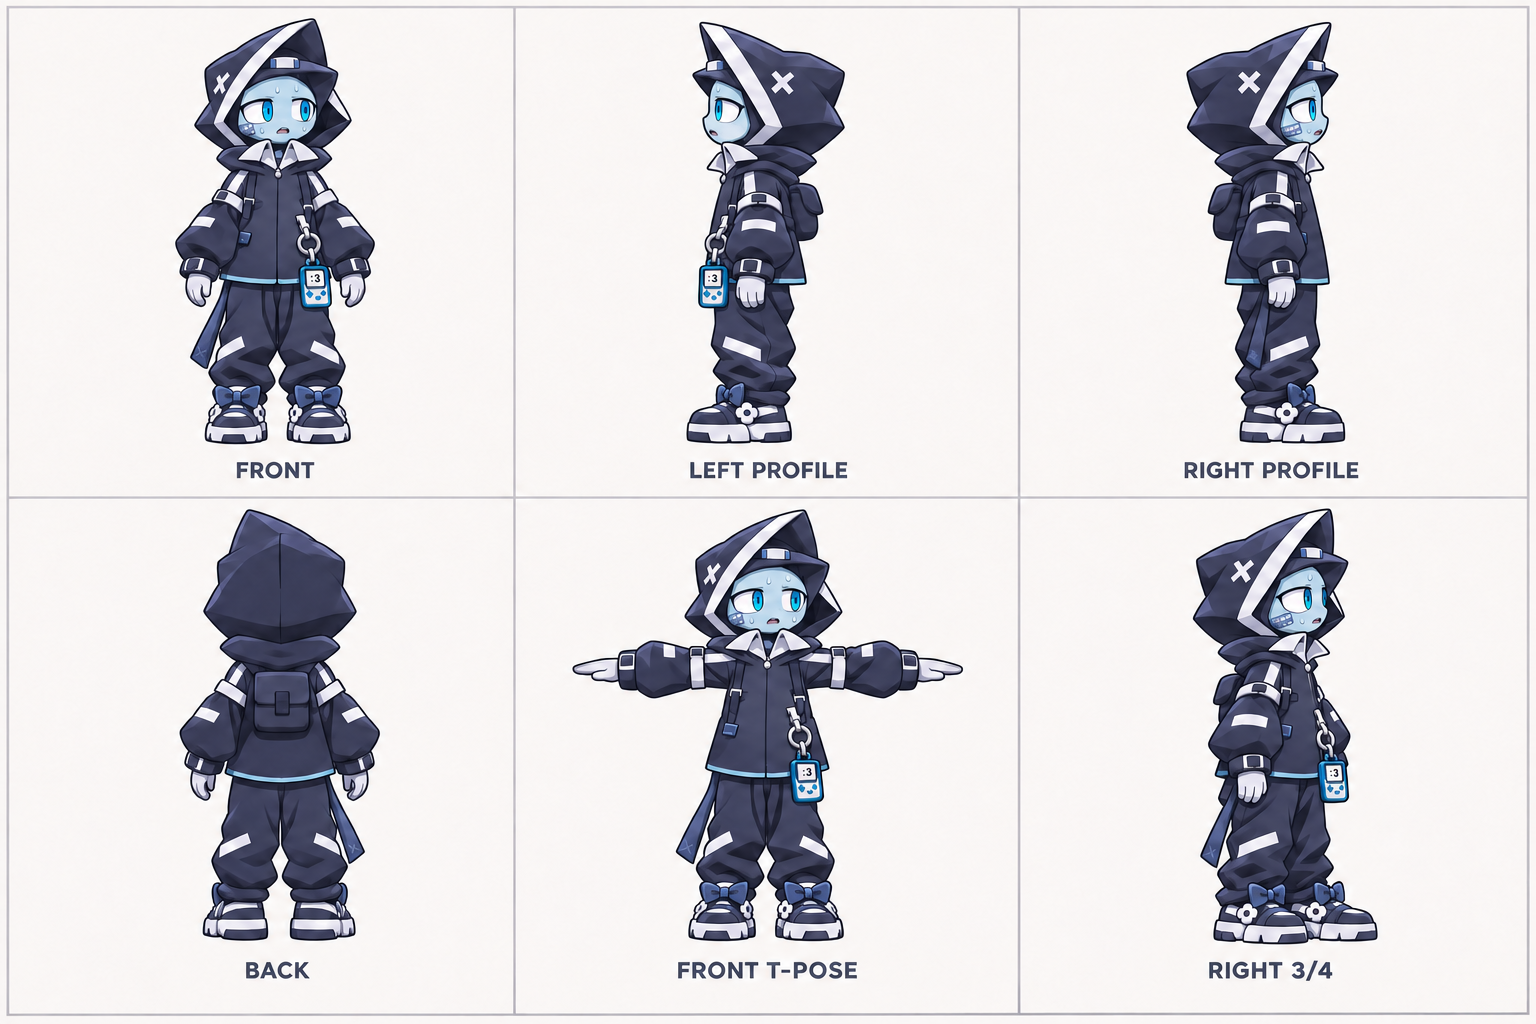 :3
FRONT
:3
LEFT PROFILE
RIGHT PROFILE
BACK
:3
FRONT T-POSE
:3
RIGHT 3/4